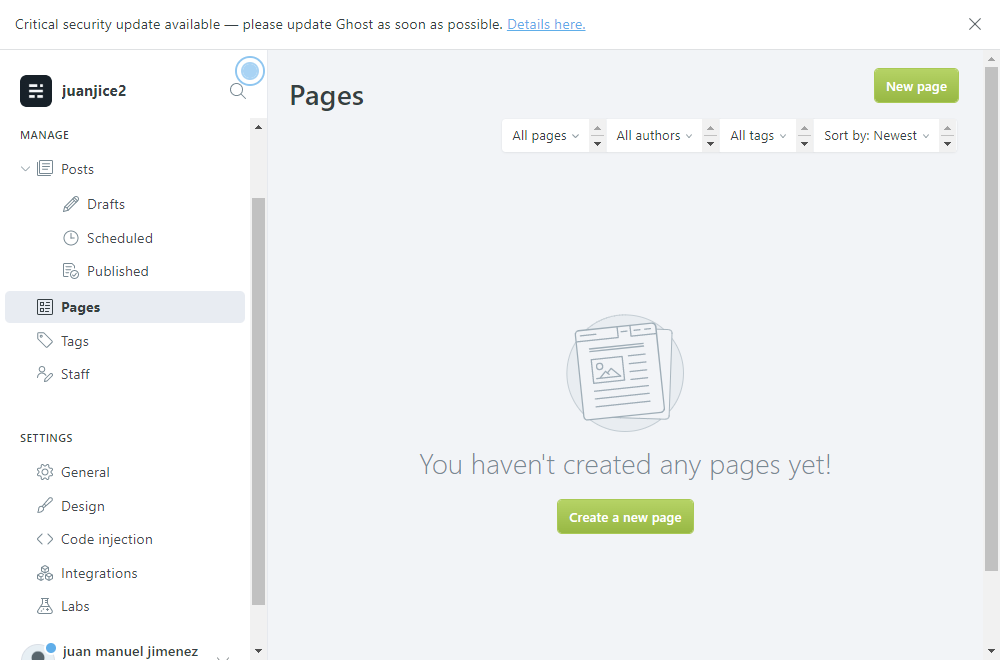 Critical security update available — please update Ghost as soon as possible. Details here.
juanjice2
MANAGE
Posts
Drafts
Scheduled
Published
Pages
Tags
Staff
SETTINGS
General
Design
Code injection
Integrations
Labs
juan manuel jimenez
Pages
New page
All pages
All authors
All tags
Sort by: Newest
You haven't created any pages yet!
Create a new page